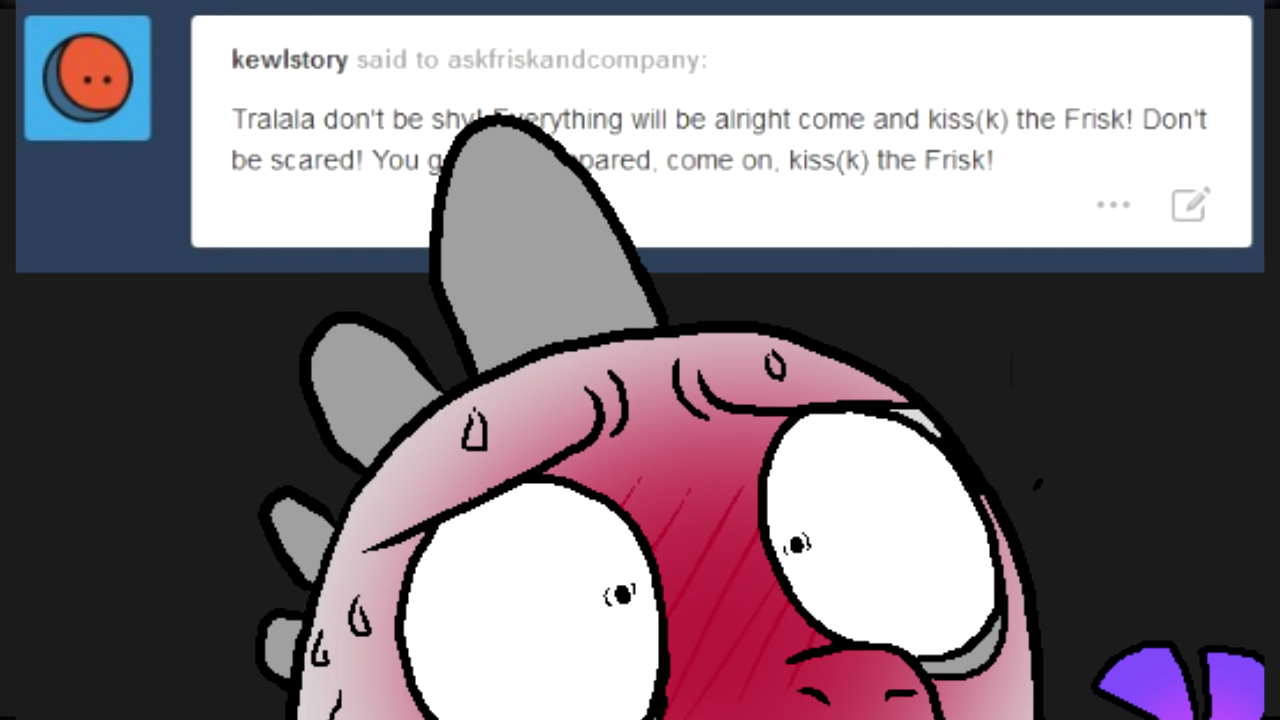 kewlstory said to askfriskandcompany:
Tralala don't be shy! Everything will be alright come and kiss(k) the Frisk! Don't
be scared! You come on, kiss(k) the Frisk!